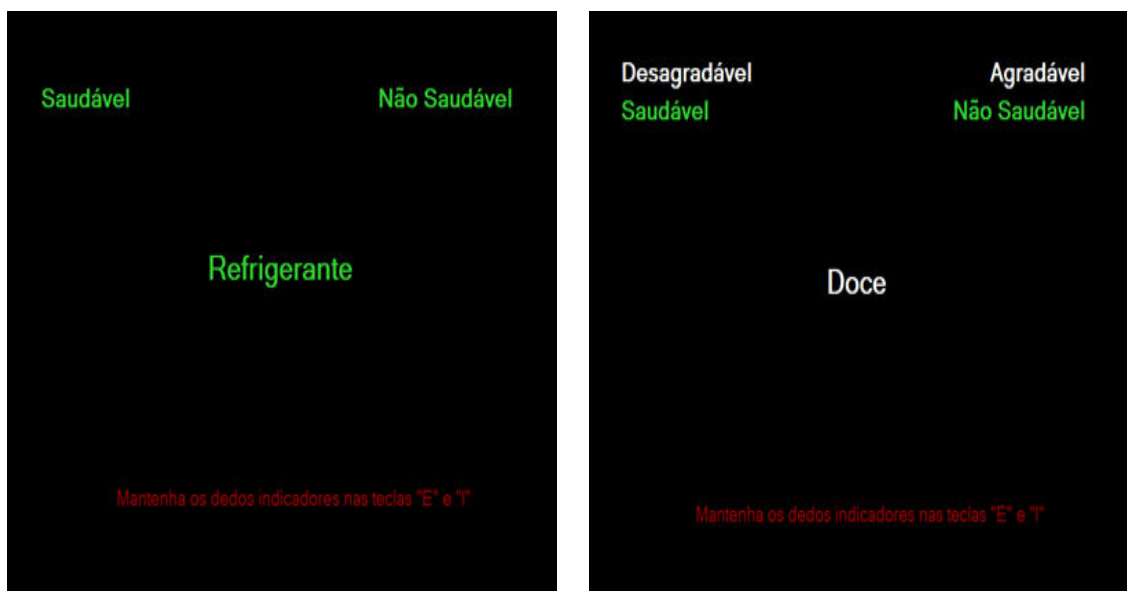 Saudável Não Saudável
Refrigerante
Mantenha os dedos indicadores nas teclas "E" e "I"
Desagradável Agradável
Saudável Não Saudável
Doce
Mantenha os dedos indicadores nas teclas "E" e "I"